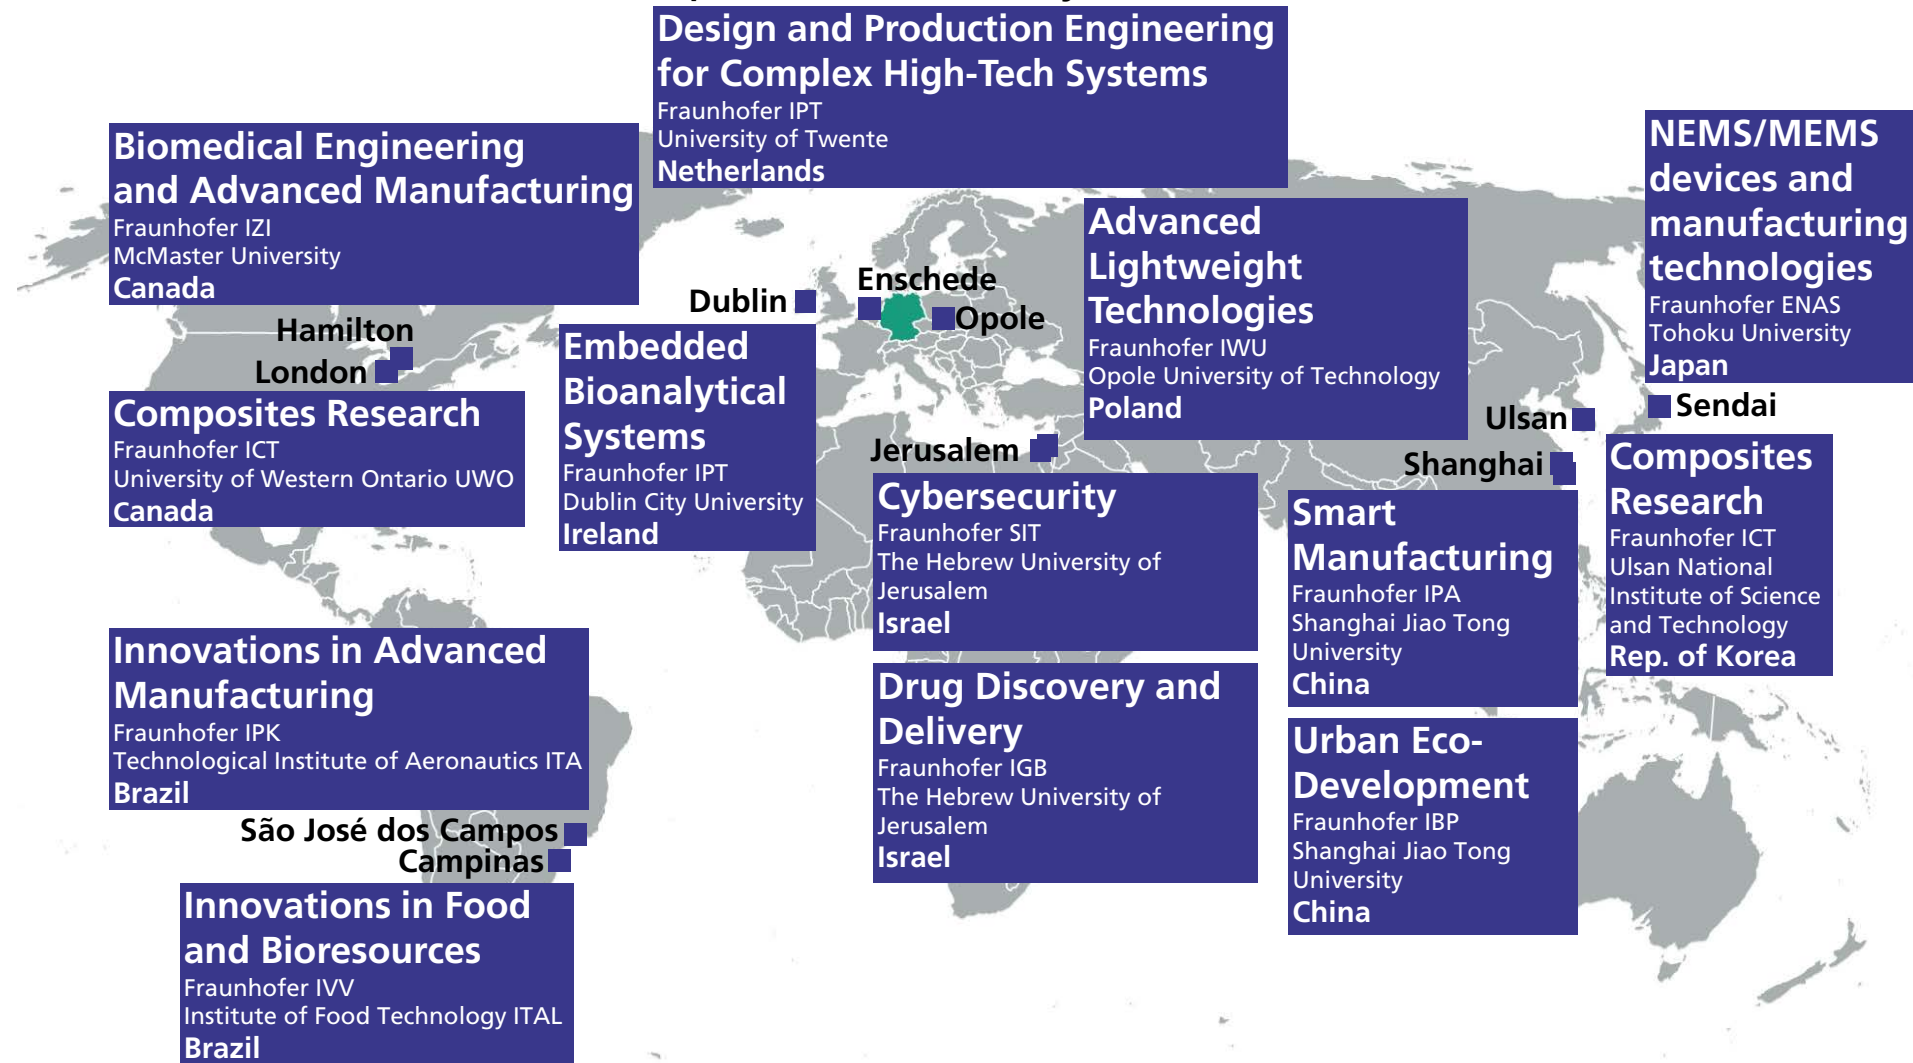 Design and Production Engineering
for Complex High-Tech Systems
Fraunhofer IPT
University of Twente
Netherlands
Biomedical Engineering
and Advanced Manufacturing
Fraunhofer IZI
McMaster University
Canada
Hamilton
London
Composites Research
Fraunhofer ICT
University of Western Ontario UWO
Canada
Dublin
Enschede
Opole
Embedded
Bioanalytical
Systems
Fraunhofer IPT
Dublin City University
Ireland
Advanced
Lightweight
Technologies
Fraunhofer IWU
Opole University of Technology
Poland
NEMS/MEMS
devices and
manufacturing
technologies
Fraunhofer ENAS
Tohoku University
Japan
Sendai
Ulsan
Shanghai
Jerusalem
Cybersecurity
Fraunhofer SIT
The Hebrew University of
Jerusalem
Israel
Smart
Manufacturing
Fraunhofer IPA
Shanghai Jiao Tong
University
China
Composites
Research
Fraunhofer ICT
Ulsan National
Institute of Science
and Technology
Rep. of Korea
Innovations in Advanced
Manufacturing
Fraunhofer IPK
Technological Institute of Aeronautics ITA
Brazil
São José dos Campos
Campinas
Drug Discovery and
Delivery
Fraunhofer IGB
The Hebrew University of
Jerusalem
Israel
Urban Eco-
Development
Fraunhofer IBP
Shanghai Jiao Tong
University
China
Innovations in Food
and Bioresources
Fraunhofer IVV
Institute of Food Technology ITAL
Brazil